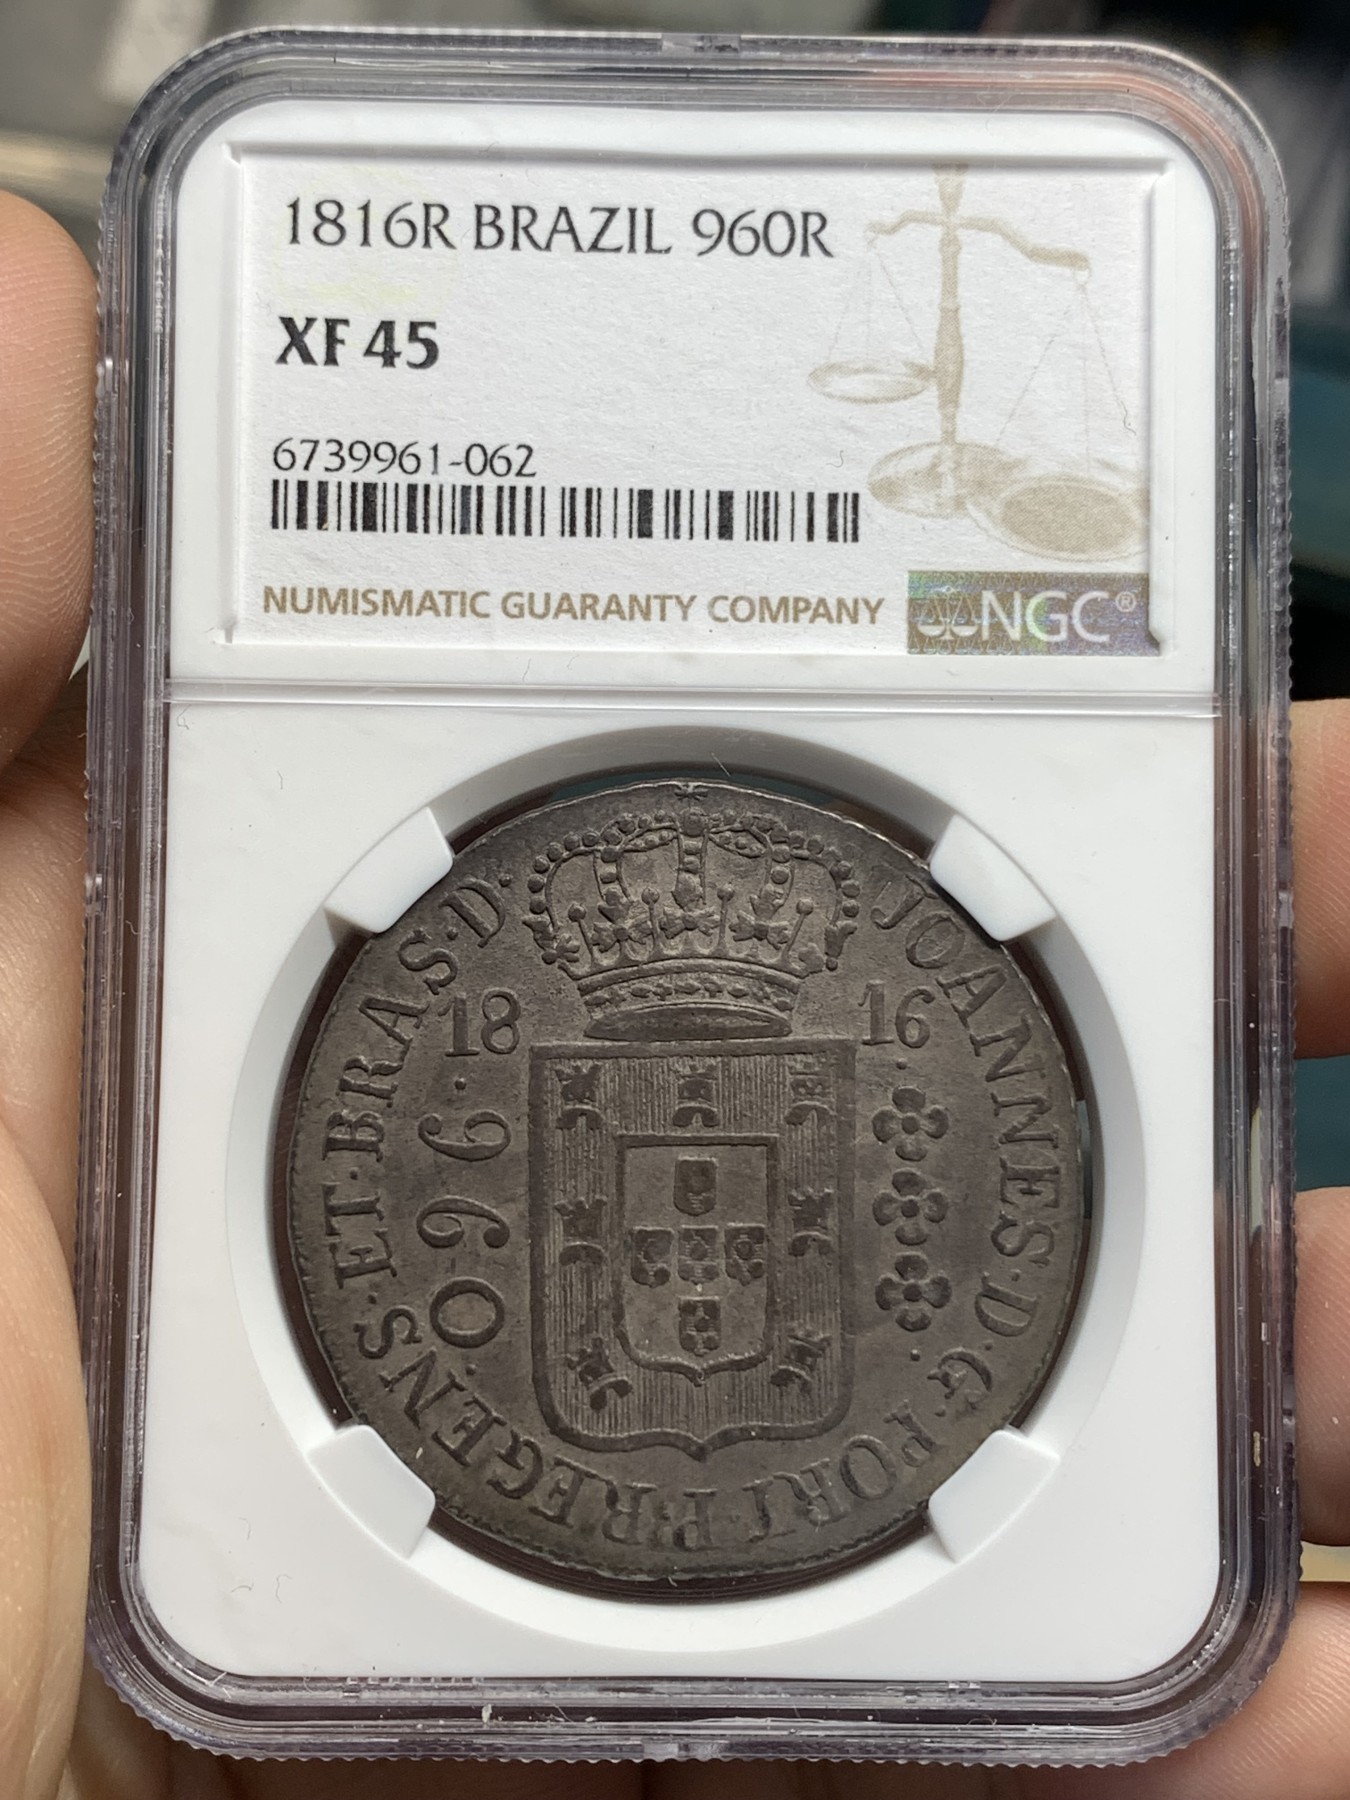 1816R BRAZIL 960R
XF 45
6739961-062
NUMISMATIC GUARANTY COMPANY NGC®
JOANNES·D·G·PORT·P·REGENS·ET·BRAS·D·
18 16
960